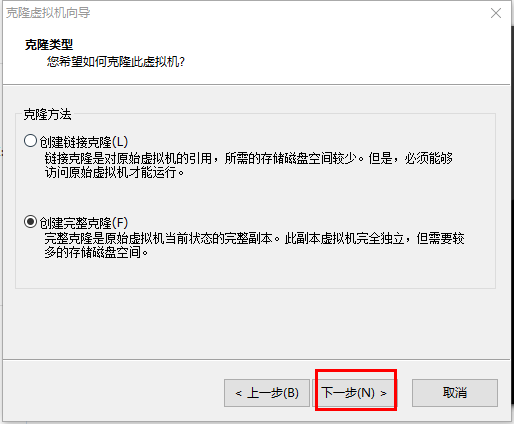 克隆虚拟机向导
克隆类型
您希望如何克隆此虚拟机?
克隆方法
创建链接克隆(L)
链接克隆是对原始虚拟机的引用，所需的存储磁盘空间较少。但是，必须能够
访问原始虚拟机才能运行。
创建完整克隆(F)
完整克隆是原始虚拟机当前状态的完整副本。此副本虚拟机完全独立，但需要较
多的存储磁盘空间。
< 上一步(B) 下一步(N) > 取消